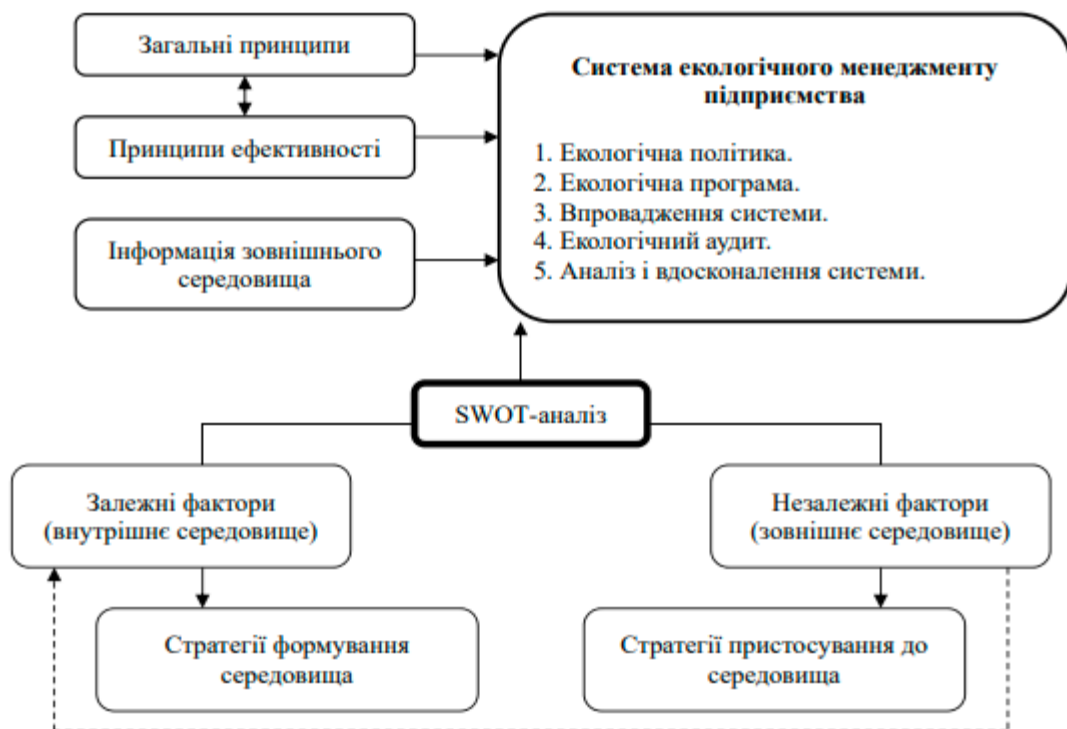 Загальні принципи
Принципи ефективності
Інформація зовнішнього
середовища
Система екологічного менеджменту
підприємства
1. Екологічна політика.
2. Екологічна програма.
3. Впровадження системи.
4. Екологічний аудит.
5. Аналіз і вдосконалення системи.
SWOT-аналіз
Залежні фактори
(внутрішнє середовище)
Незалежні фактори
(зовнішнє середовище)
Стратегії формування
середовища
Стратегії пристосування до
середовища